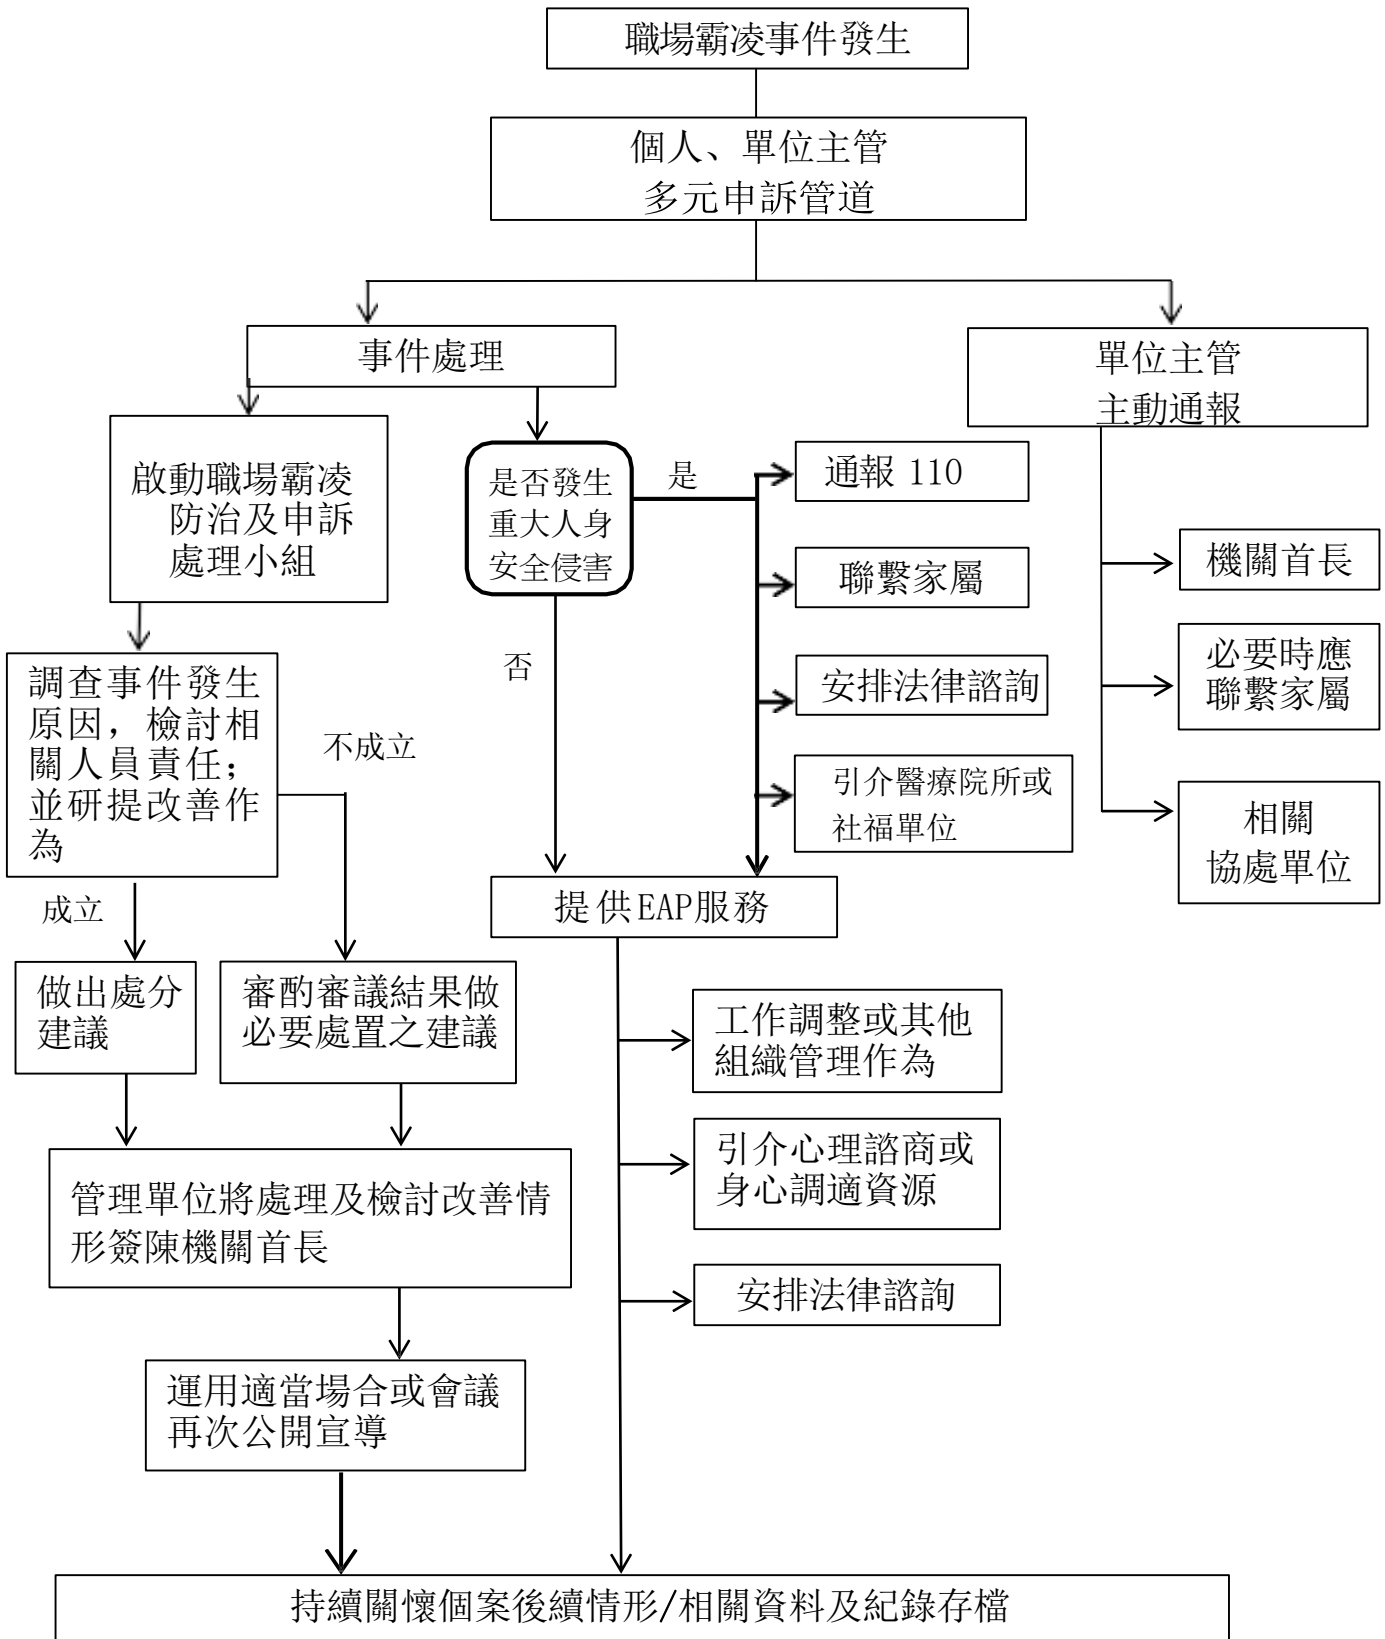 職場霸凌事件發生
個人、單位主管
多元申訴管道
事件處理
單位主管
主動通報
啟動職場霸凌
防治及申訴
處理小組
是否發生
重大人身
安全侵害
是
通報 110
聯繫家屬
安排法律諮詢
引介醫療院所或
社福單位
機關首長
必要時應
聯繫家屬
相關
協處單位
否
調查事件發生
原因，檢討相
關人員責任；
並研提改善作
為
不成立
成立
提供EAP服務
做出處分
建議
審酌審議結果做
必要處置之建議
工作調整或其他
組織管理作為
引介心理諮商或
身心調適資源
安排法律諮詢
管理單位將處理及檢討改善情
形簽陳機關首長
運用適當場合或會議
再次公開宣導
持續關懷個案後續情形/相關資料及紀錄存檔